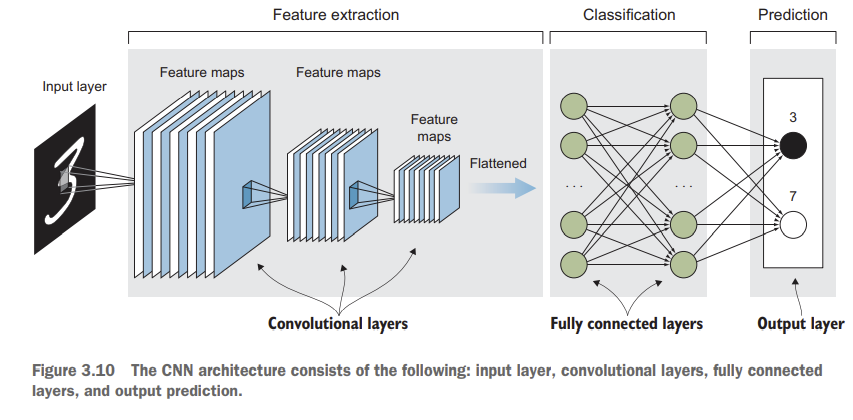 Feature extraction
Classification
Prediction
Input layer
Feature maps
Feature maps
Feature
maps
Flattened
3
7
. . .
. . .
Convolutional layers
Fully connected layers
Output layer
Figure 3.10 The CNN architecture consists of the following: input layer, convolutional layers, fully connected
layers, and output prediction.